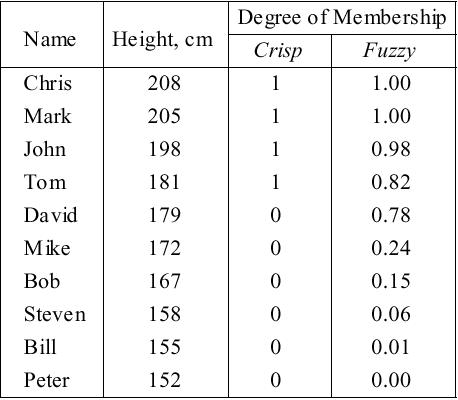 Degree of Membership
Name Height, cm
Crisp Fuzzy
Chris 208 1 1.00
Mark 205 1 1.00
John 198 1 0.98
Tom 181 1 0.82
David 179 0 0.78
Mike 172 0 0.24
Bob 167 0 0.15
Steven 158 0 0.06
Bill 155 0 0.01
Peter 152 0 0.00